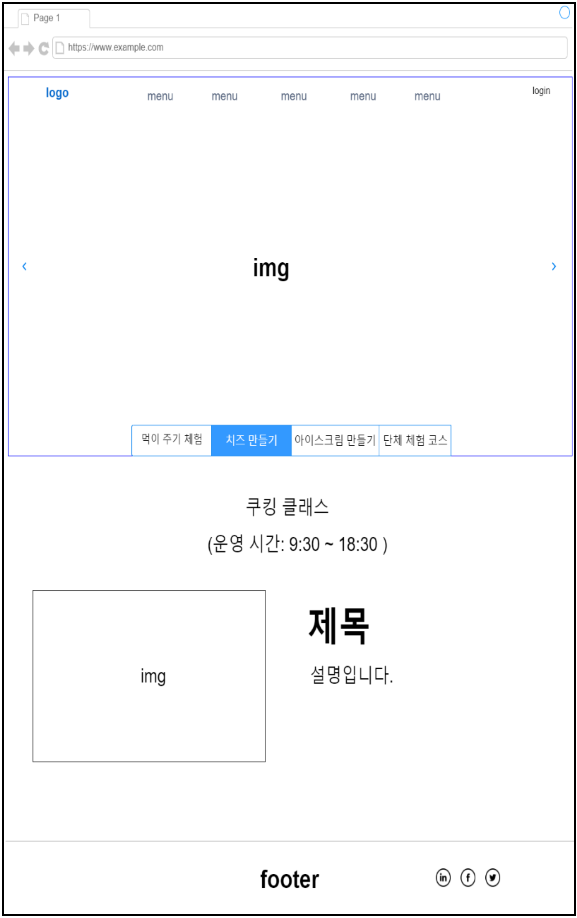 Page 1
https://www.example.com
logo menu menu menu menu menu login
‹ img ›
먹이 주기 체험 치즈 만들기 아이스크림 만들기 단체 체험 코스
쿠킹 클래스
(운영 시간: 9:30 ~ 18:30 )
img
제목
설명입니다.
footer